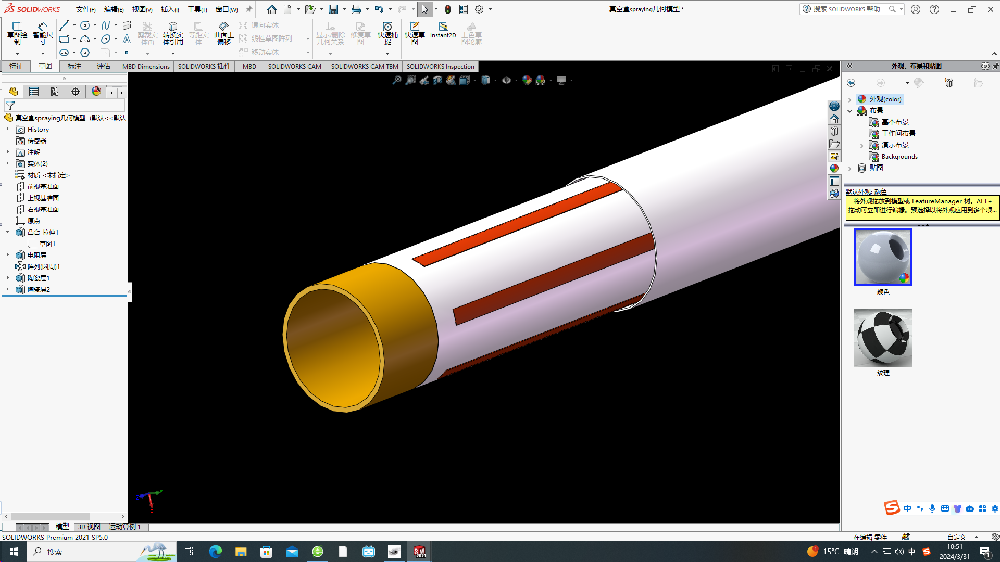 SOLIDWORKS 文件(F) 编辑(E) 视图(V) 插入(I) 工具(T) 窗口(W) 真空盒spraying几何模型 * 搜索 SOLIDWORKS 帮助
草图绘制 智能尺寸 剪裁实体(T) 转换实体引用 等距实体 曲面上偏移 镜向实体 线性草图阵列 移动实体 显示/删除几何关系 修复草图 快速捕捉 快速草图 Instant2D 上色草图轮廓
特征 草图 标注 评估 MBD Dimensions SOLIDWORKS 插件 MBD SOLIDWORKS CAM SOLIDWORKS CAM TBM SOLIDWORKS Inspection
真空盒spraying几何模型 (默认<<默认
History
传感器
注解
实体(2)
材质 <未指定>
前视基准面
上视基准面
右视基准面
原点
凸台-拉伸1
草图1
电阻层
阵列(圆周)1
陶瓷层1
陶瓷层2
Z Y X
外观、布景和贴图
外观(color)
布景
基本布景
工作间布景
演示布景
Backgrounds
贴图
默认外观: 颜色
将外观拖放到模型或 FeatureManager 树。ALT+
拖动可立即进行编辑。预选择以将外观应用到多个项...
颜色
纹理
中
模型 3D 视图 运动算例 1
SOLIDWORKS Premium 2021 SP5.0 在编辑 零件 自定义
搜索 15°C 晴朗 中 10:51
2024/3/31